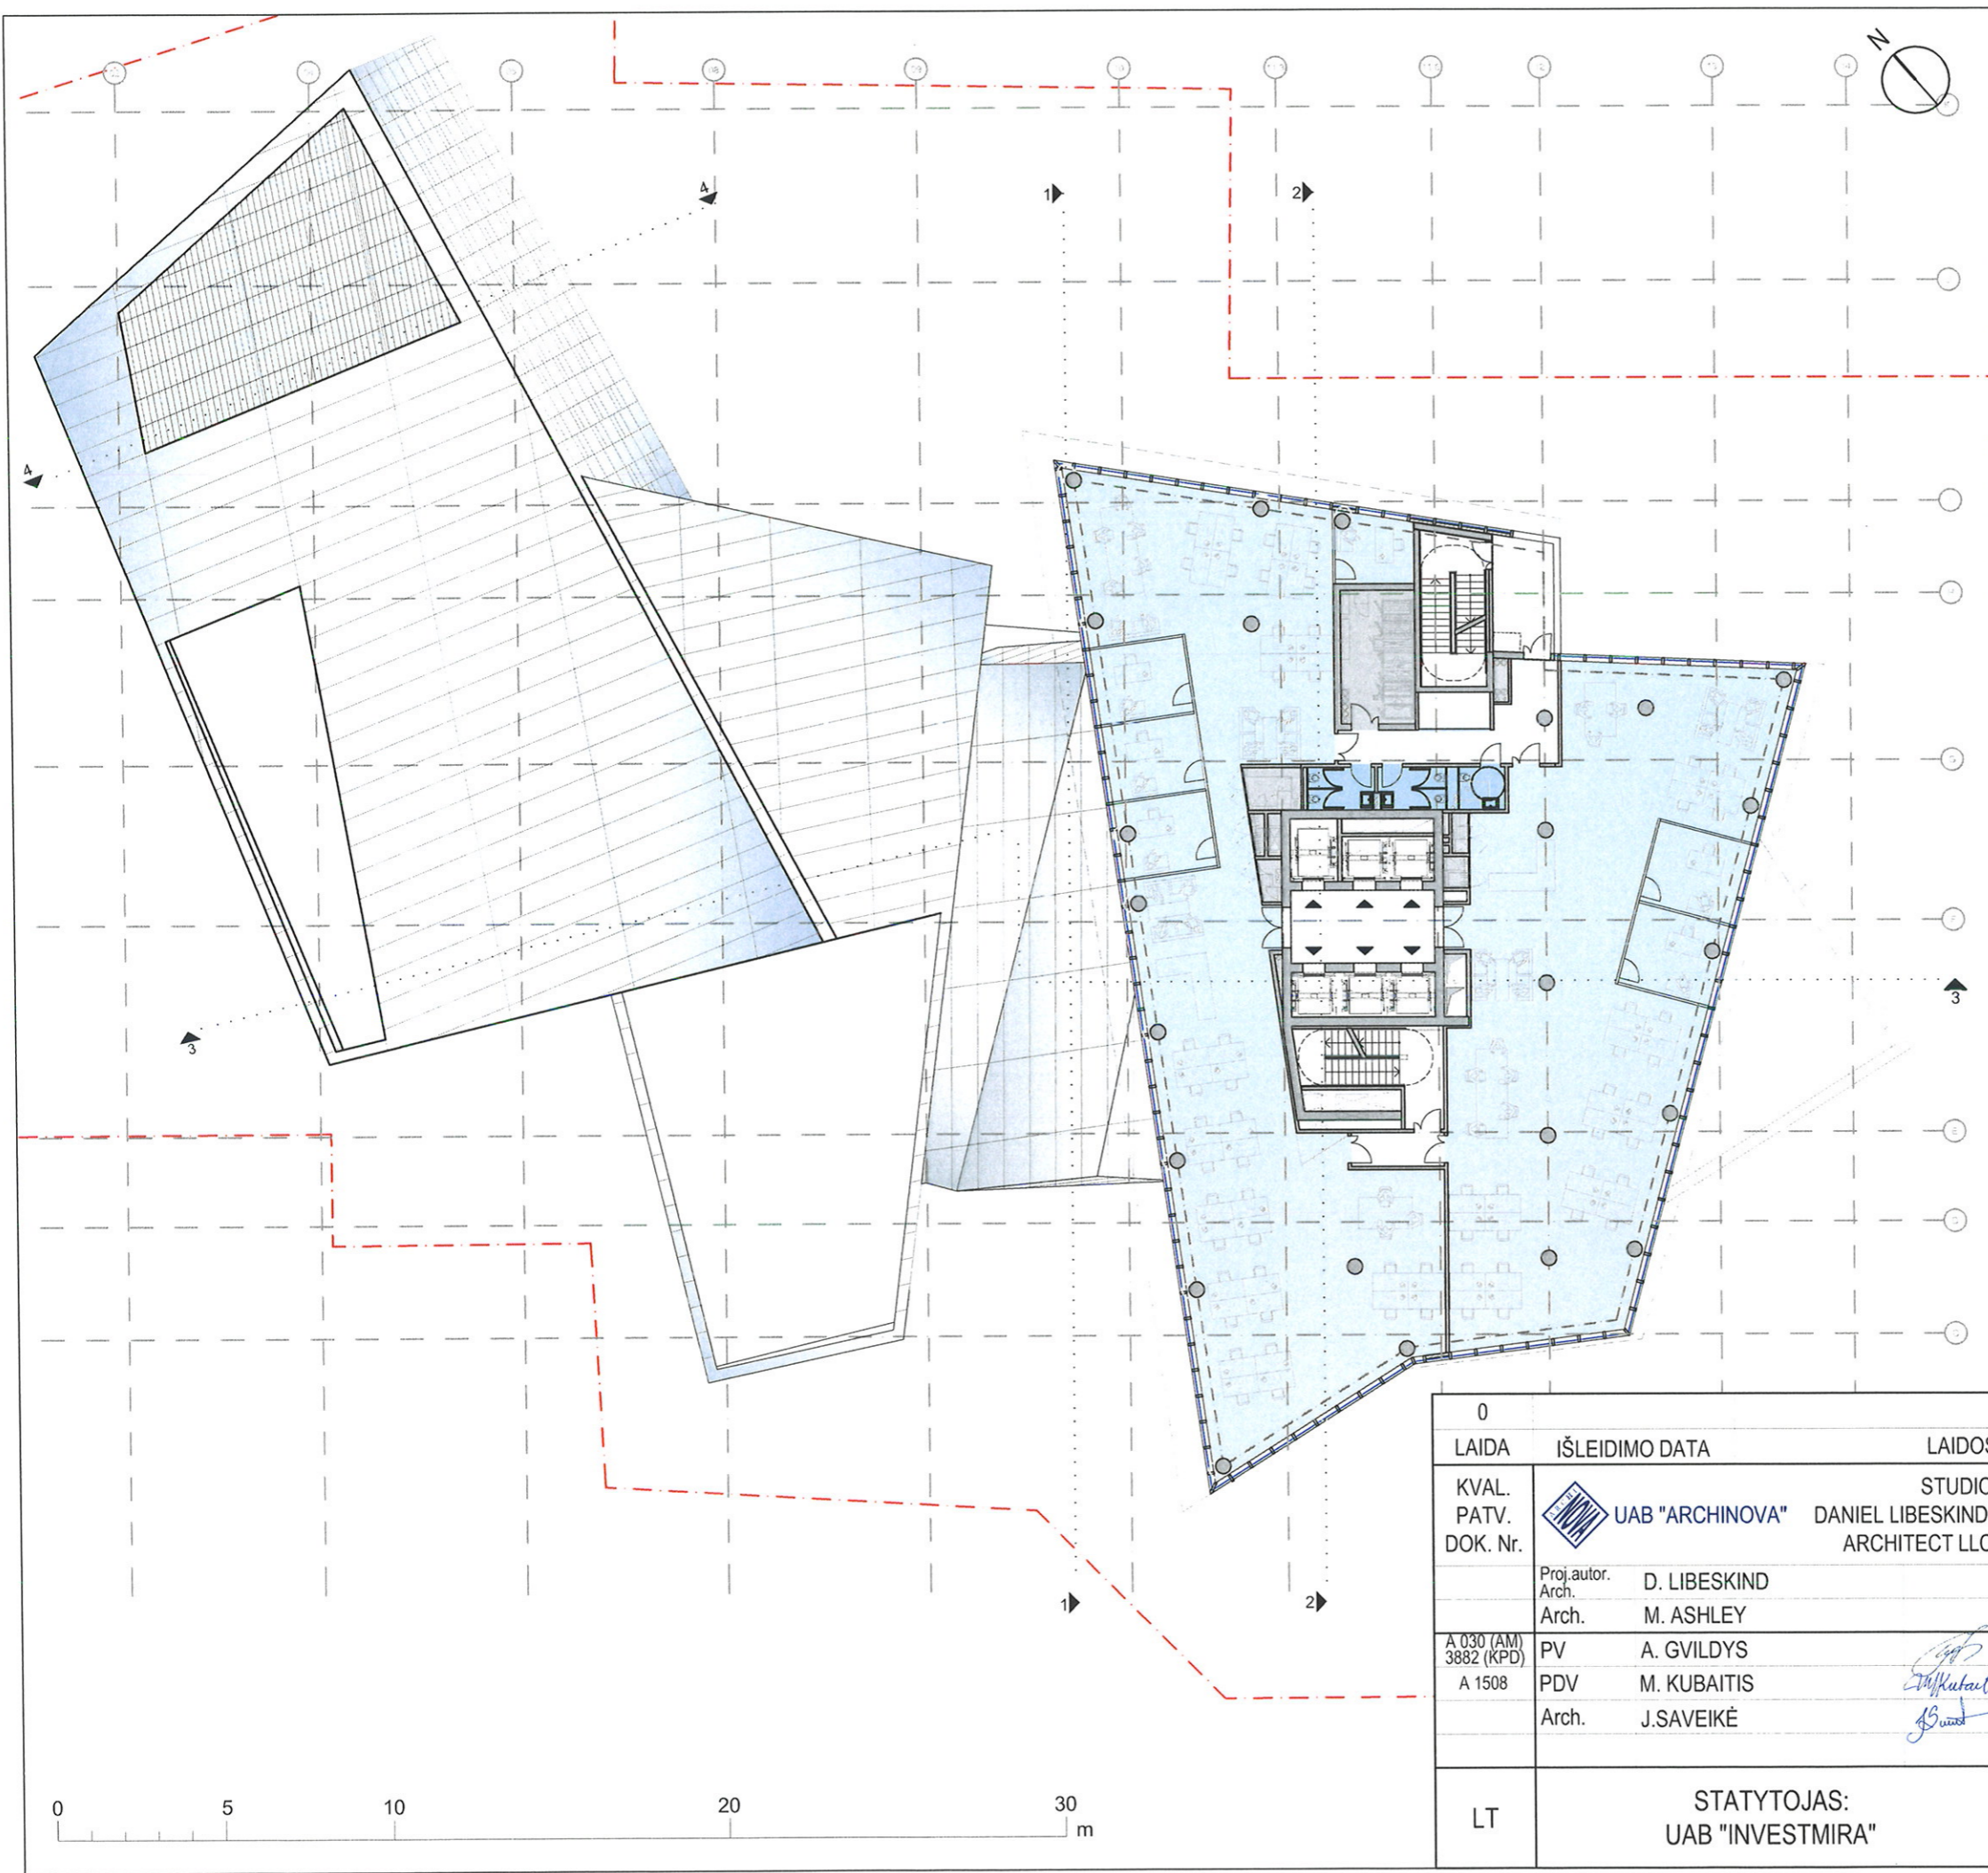 N
4
1
2
4
3
3
1
2
0
LAIDA IŠLEIDIMO DATA
KVAL.
PATV.
DOK. Nr.
ARCHI
NOVA
UAB "ARCHINOVA"
STUDIO
DANIEL LIBESKIND
ARCHITECT LLC
Proj.autor.
Arch.
D. LIBESKIND
Arch. M. ASHLEY
A 030 (AM)
3882 (KPD)
PV A. GVILDYS
A 1508 PDV M. KUBAITIS
Arch. J.SAVEIKĖ
LT
STATYTOJAS:
UAB "INVESTMIRA"
0 5 10 20 30
m